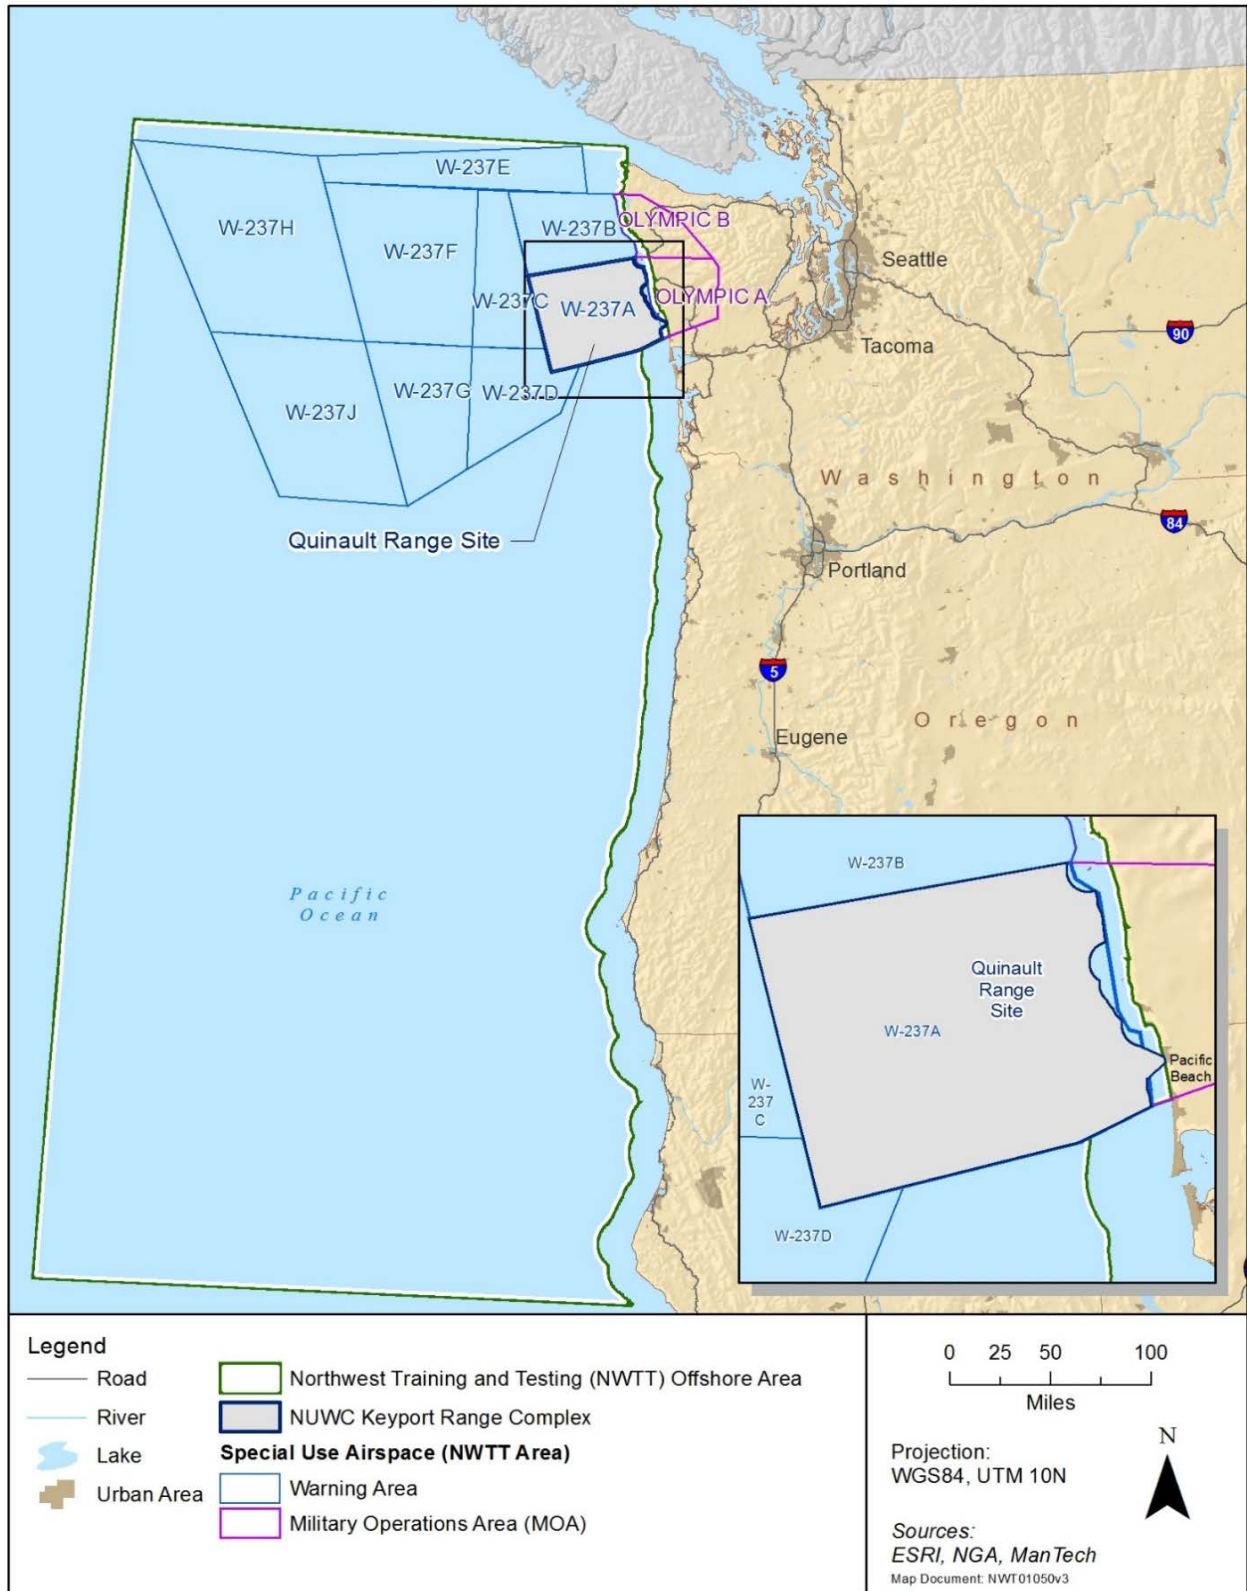 W-237E
W-237H
W-237F
W-237B
OLYMPIC B
W-237C
W-237A
OLYMPIC A
W-237J
W-237G
W-237D
Quinault Range Site
Seattle
Tacoma
90
Washington
84
Portland
5
Oregon
Eugene
Pacific
Ocean
W-237B
Quinault
Range
Site
W-237A
Pacific
Beach
W-
237
C
W-237D
Legend
Road
River
Lake
Urban Area
Northwest Training and Testing (NWTT) Offshore Area
NUWC Keyport Range Complex
Special Use Airspace (NWTT Area)
Warning Area
Military Operations Area (MOA)
0 25 50 100
Miles
N
Projection:
WGS84, UTM 10N
Sources:
ESRI, NGA, ManTech
Map Document: NWT01050v3